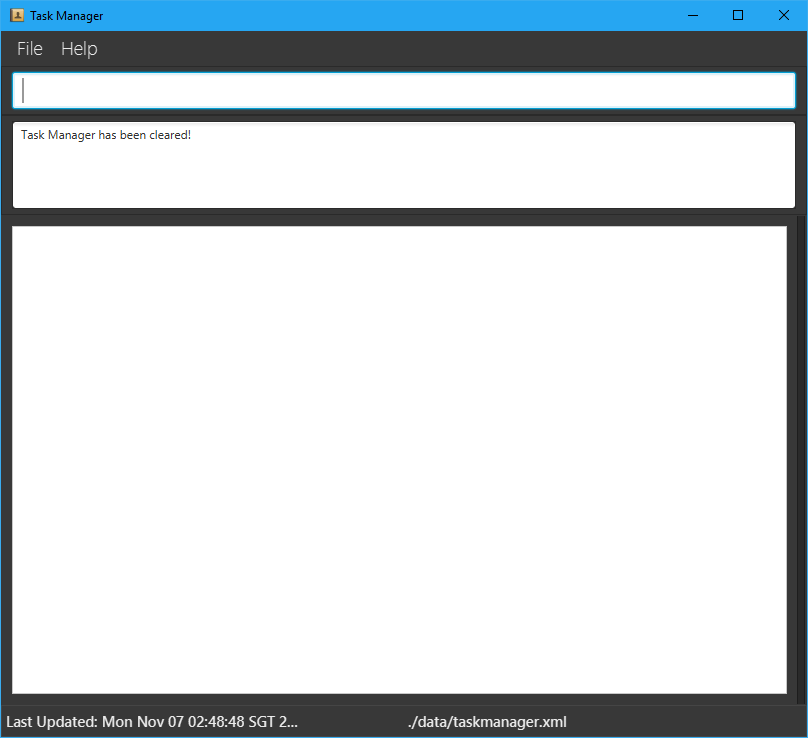 Task Manager
File Help
Task Manager has been cleared!
Last Updated: Mon Nov 07 02:48:48 SGT 2... ./data/taskmanager.xml